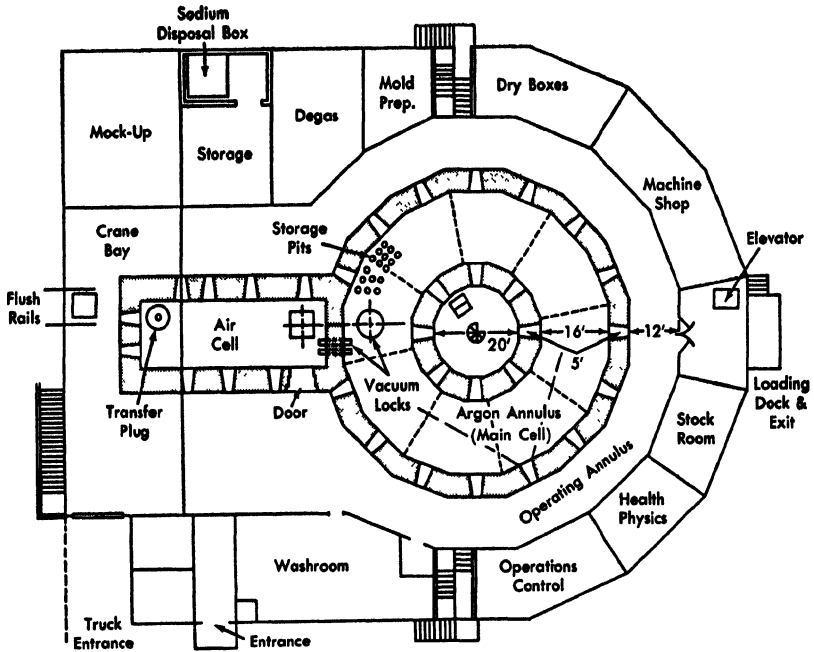 Sodium
Disposal Box
Mock-Up
Storage
Degas
Mold
Prep.
Dry Boxes
Machine
Shop
Crane
Bay
Storage
Pits
Elevator
Flush
Rails
Air
Cell
20'
16'
12'
5'
Transfer
Plug
Door
Vacuum
Locks
Argon Annulus
(Main Cell)
Loading
Dock &
Exit
Stock
Room
Operating Annulus
Health
Physics
Washroom
Operations
Control
Truck
Entrance
Entrance